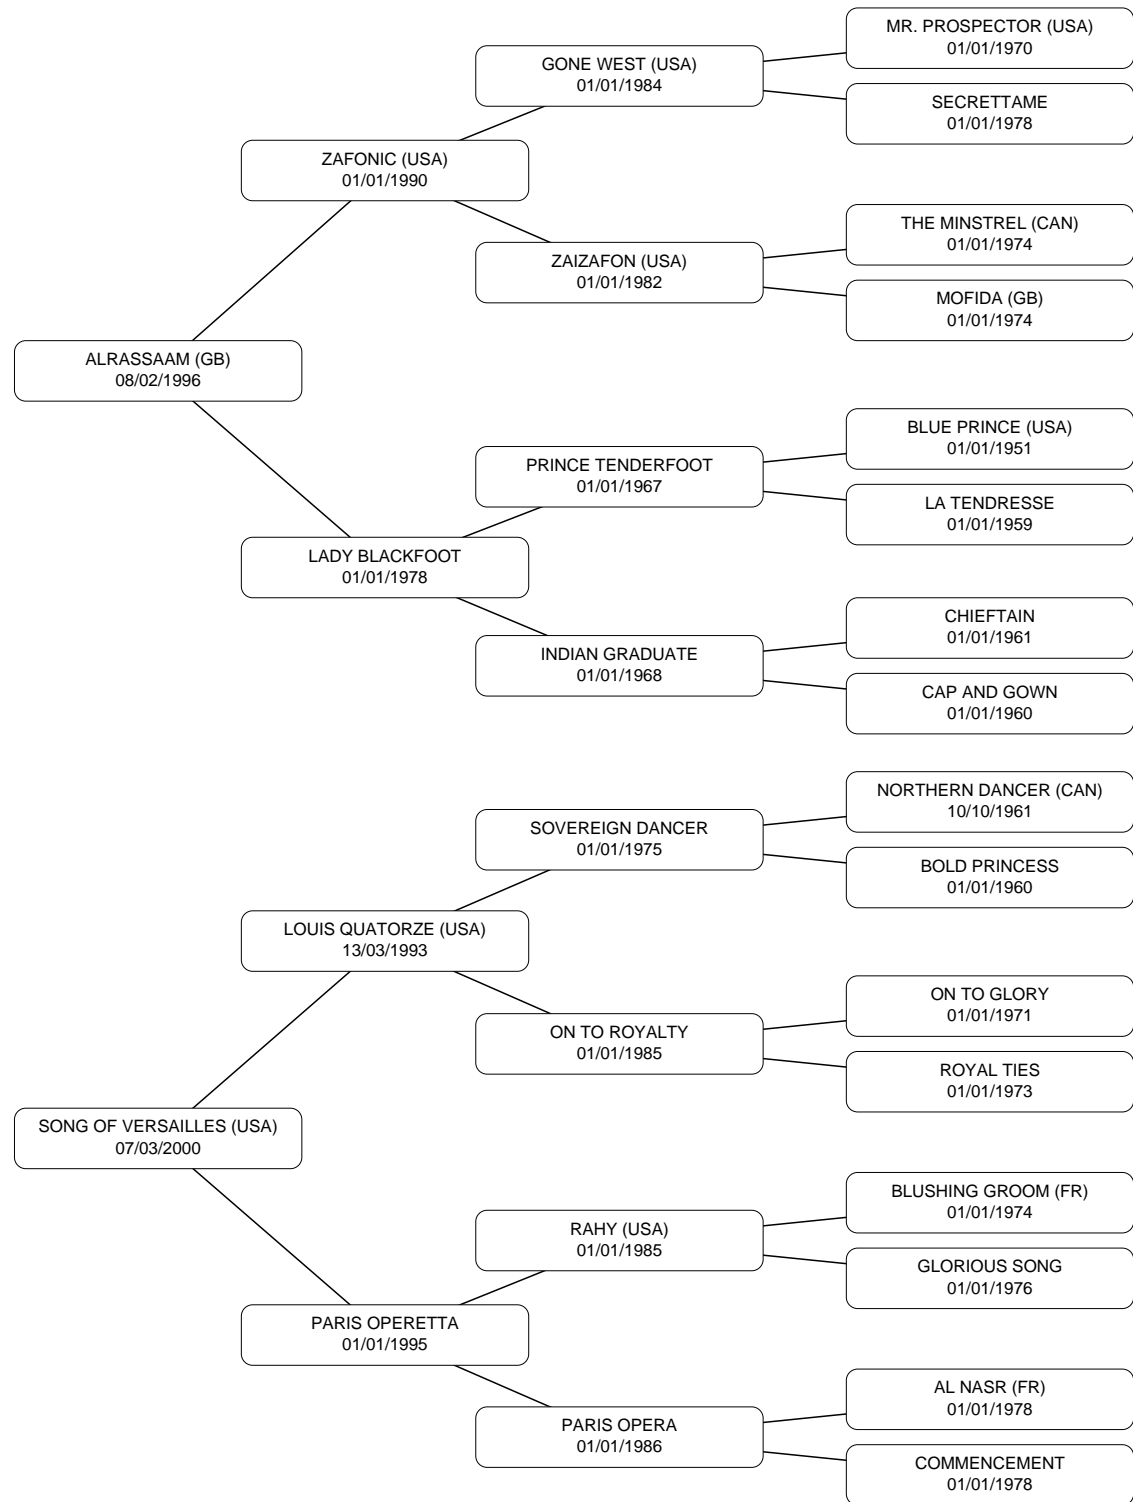 MR. PROSPECTOR (USA)
01/01/1970
GONE WEST (USA)
01/01/1984
SECRETTAME
01/01/1978
ZAFONIC (USA)
01/01/1990
THE MINSTREL (CAN)
01/01/1974
ZAIZAFON (USA)
01/01/1982
MOFIDA (GB)
01/01/1974
ALRASSAAM (GB)
08/02/1996
BLUE PRINCE (USA)
01/01/1951
PRINCE TENDERFOOT
01/01/1967
LA TENDRESSE
01/01/1959
LADY BLACKFOOT
01/01/1978
CHIEFTAIN
01/01/1961
INDIAN GRADUATE
01/01/1968
CAP AND GOWN
01/01/1960
NORTHERN DANCER (CAN)
10/10/1961
SOVEREIGN DANCER
01/01/1975
BOLD PRINCESS
01/01/1960
LOUIS QUATORZE (USA)
13/03/1993
ON TO GLORY
01/01/1971
ON TO ROYALTY
01/01/1985
ROYAL TIES
01/01/1973
SONG OF VERSAILLES (USA)
07/03/2000
BLUSHING GROOM (FR)
01/01/1974
RAHY (USA)
01/01/1985
GLORIOUS SONG
01/01/1976
PARIS OPERETTA
01/01/1995
AL NASR (FR)
01/01/1978
PARIS OPERA
01/01/1986
COMMENCEMENT
01/01/1978